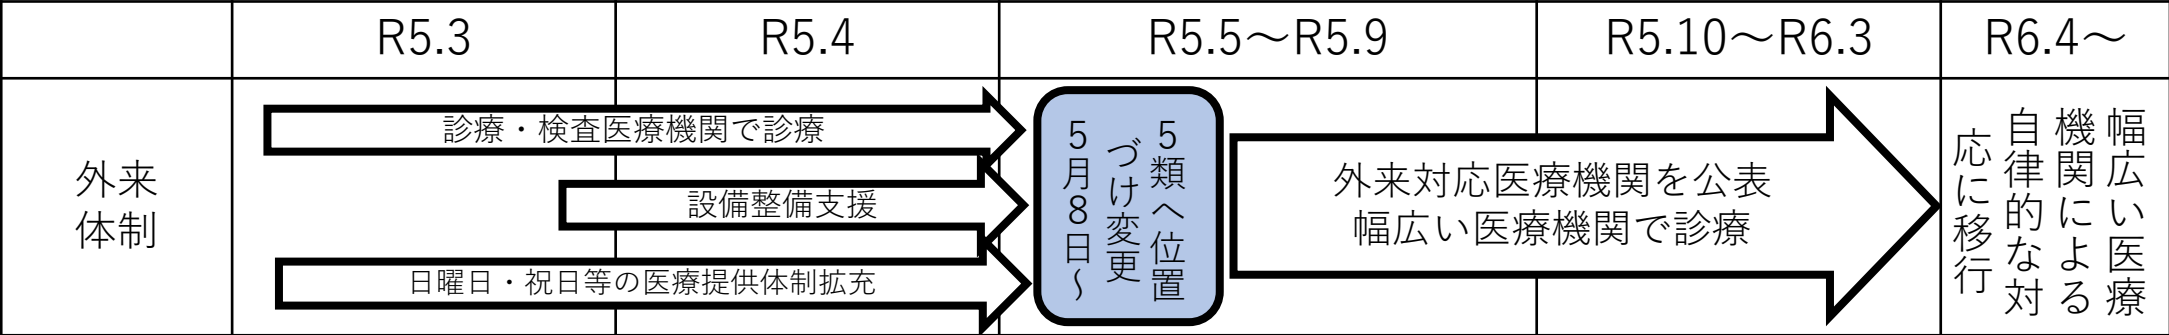 R5.3
R5.4
R5.5～R5.9
R5.10～R6.3
R6.4～
外来
体制
診療・検査医療機関で診療
設備整備支援
日曜日・祝日等の医療提供体制拡充
5類へ位置
づけ変更
5月8日～
外来対応医療機関を公表
幅広い医療機関で診療
幅広い医療
機関による
自律的な対
応に移行